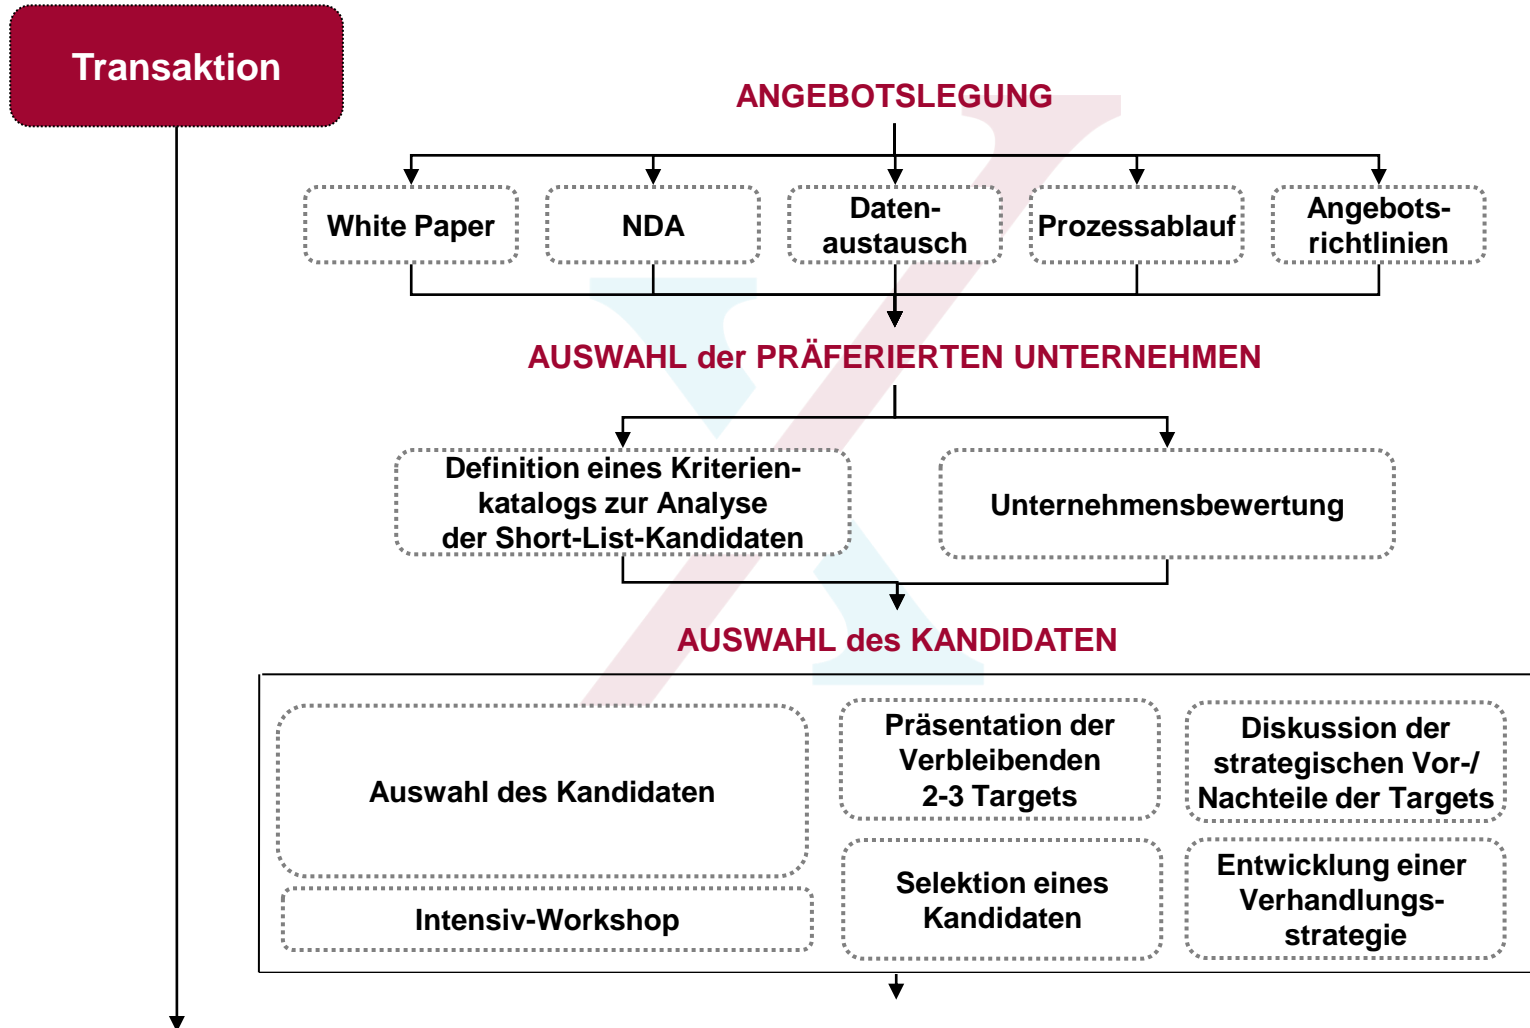 Transaktion
ANGEBOTSLEGUNG
White Paper
NDA
Daten-
austausch
Prozessablauf
Angebots-
richtlinien
AUSWAHL der PRÄFERIERTEN UNTERNEHMEN
Definition eines Kriterien-
katalogs zur Analyse
der Short-List-Kandidaten
Unternehmensbewertung
AUSWAHL des KANDIDATEN
Auswahl des Kandidaten
Intensiv-Workshop
Präsentation der
Verbleibenden
2-3 Targets
Diskussion der
strategischen Vor-/
Nachteile der Targets
Selektion eines
Kandidaten
Entwicklung einer
Verhandlungs-
strategie